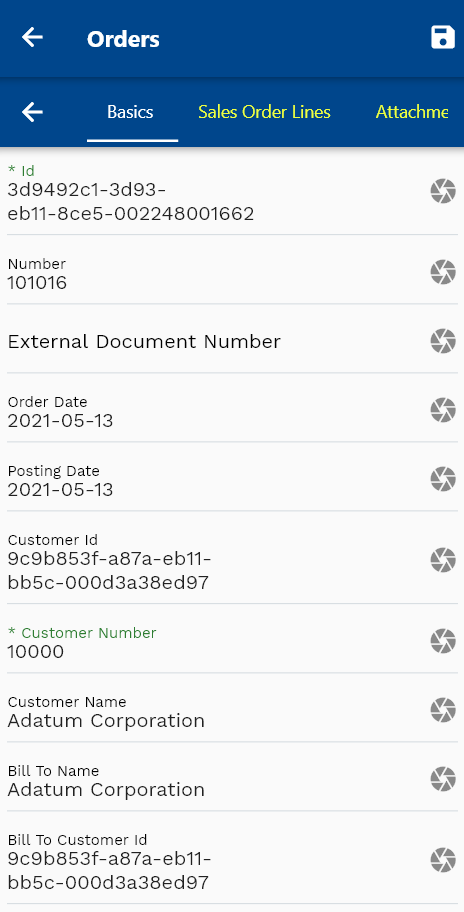 Orders
Basics Sales Order Lines Attachme
* Id
3d9492c1-3d93-
eb11-8ce5-002248001662
Number
101016
External Document Number
Order Date
2021-05-13
Posting Date
2021-05-13
Customer Id
9c9b853f-a87a-eb11-
bb5c-000d3a38ed97
* Customer Number
10000
Customer Name
Adatum Corporation
Bill To Name
Adatum Corporation
Bill To Customer Id
9c9b853f-a87a-eb11-
bb5c-000d3a38ed97